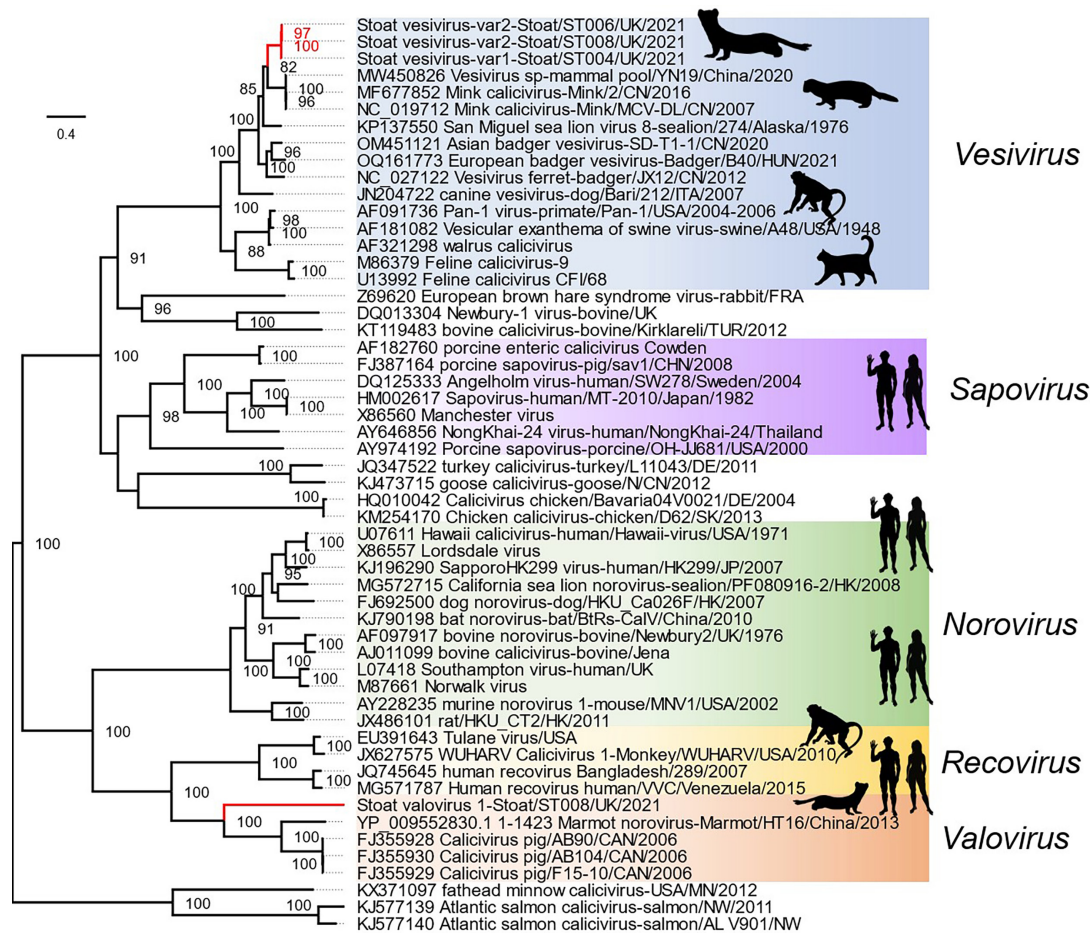 Stoat vesivirus-var2-Stoat/ST006/UK/2021
Stoat vesivirus-var2-Stoat/ST008/UK/2021
Stoat vesivirus-var1-Stoat/ST004/UK/2021
MW450826 Vesivirus sp-mammal pool/YN19/China/2020
MF677852 Mink calicivirus-Mink/2/CN/2016
NC_019712 Mink calicivirus-Mink/MCV-DL/CN/2007
KP137550 San Miguel sea lion virus 8-sealion/274/Alaska/1976
OM451121 Asian badger vesivirus-SD-T1-1/CN/2020
OQ161773 European badger vesivirus-Badger/B40/HUN/2021
NC_027122 Vesivirus ferret-badger/JX12/CN/2012
JN204722 canine vesivirus-dog/Bari/212/ITA/2007
AF091736 Pan-1 virus-primate/Pan-1/USA/2004-2006
AF181082 Vesicular exanthema of swine virus-swine/A48/USA/1948
AF321298 walrus calicivirus
M86379 Feline calicivirus-9
U13992 Feline calicivirus CFI/68
Z69620 European brown hare syndrome virus-rabbit/FRA
DQ013304 Newbury-1 virus-bovine/UK
KT119483 bovine calicivirus-bovine/Kirklareli/TUR/2012
AF182760 porcine enteric calicivirus Cowden
FJ387164 porcine sapovirus-pig/sav1/CHN/2008
DQ125333 Angelholm virus-human/SW278/Sweden/2004
HM002617 Sapovirus-human/MT-2010/Japan/1982
X86560 Manchester virus
AY646856 NongKhai-24 virus-human/NongKhai-24/Thailand
AY974192 Porcine sapovirus-porcine/OH-JJ681/USA/2000
JQ347522 turkey calicivirus-turkey/L11043/DE/2011
KJ473715 goose calicivirus-goose/N/CN/2012
HQ010042 Calicivirus chicken/Bavaria04V0021/DE/2004
KM254170 Chicken calicivirus-chicken/D62/SK/2013
U07611 Hawaii calicivirus-human/Hawaii-virus/USA/1971
X86557 Lordsdale virus
KJ196290 SapporoHK299 virus-human/HK299/JP/2007
MG572715 California sea lion norovirus-sealion/PF080916-2/HK/2008
FJ692500 dog norovirus-dog/HKU_Ca026F/HK/2007
KJ790198 bat norovirus-bat/BtRs-CalV/China/2010
AF097917 bovine norovirus-bovine/Newbury2/UK/1976
AJ011099 bovine calicivirus-bovine/Jena
L07418 Southampton virus-human/UK
M87661 Norwalk virus
AY228235 murine norovirus 1-mouse/MNV1/USA/2002
JX486101 rat/HKU_CT2/HK/2011
EU391643 Tulane virus/USA
JX627575 WUHARV Calicivirus 1-Monkey/WUHARV/USA/2010
JQ745645 human recovirus Bangladesh/289/2007
MG571787 Human recovirus human/VVC/Venezuela/2015
Stoat valovirus 1-Stoat/ST008/UK/2021
YP_009552830.1 1-1423 Marmot norovirus-Marmot/HT16/China/2013
FJ355928 Calicivirus pig/AB90/CAN/2006
FJ355930 Calicivirus pig/AB104/CAN/2006
FJ355929 Calicivirus pig/F15-10/CAN/2006
KX371097 fathead minnow calicivirus-USA/MN/2012
KJ577139 Atlantic salmon calicivirus-salmon/NW/2011
KJ577140 Atlantic salmon calicivirus-salmon/AL V901/NW
Vesivirus
Sapovirus
Norovirus
Recovirus
Valovirus
0.4
97
100
82
100
96
85
100
96
100
100
100
98
100
88
100
91
96
100
100
100
100
100
100
98
100
100
100
100
100
95
100
91
100
100
100
100
100
100
100
100
100
100
100
100
100
100